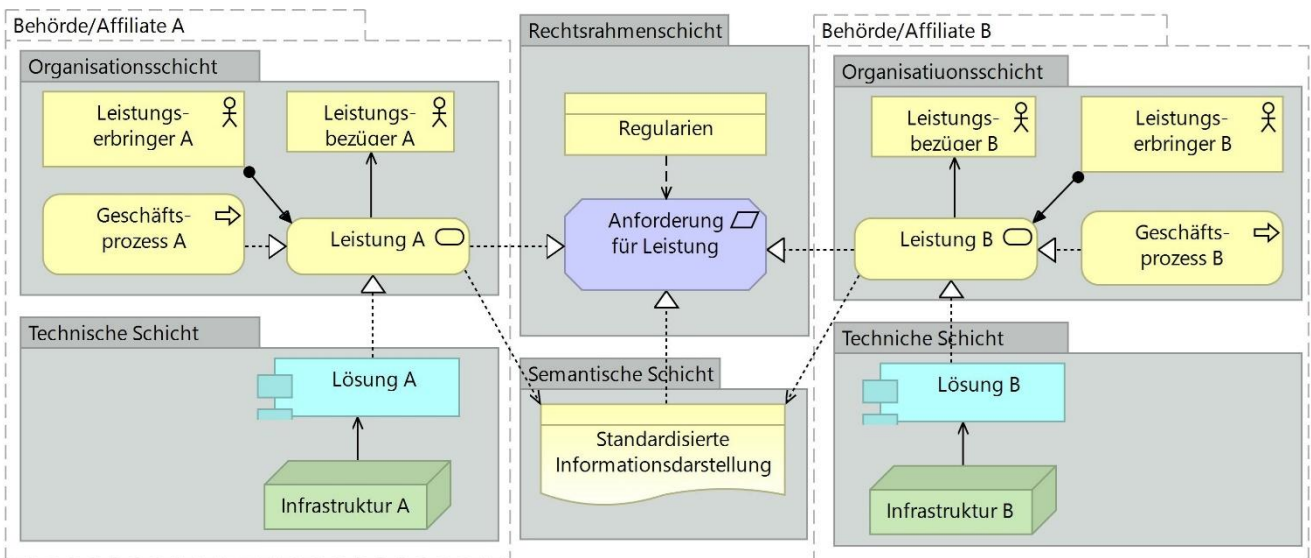 Behörde/Affiliate A
Organisationsschicht
Leistungs-
erbringer A
Leistungs-
bezüger A
Geschäfts-
prozess A
Leistung A
Technische Schicht
Lösung A
Infrastruktur A
Rechtsrahmenschicht
Regularien
Anforderung
für Leistung
Semantische Schicht
Standardisierte
Informationsdarstellung
Behörde/Affiliate B
Organisatiuonsschicht
Leistungs-
bezüger B
Leistungs-
erbringer B
Leistung B
Geschäfts-
prozess B
Techniche Schicht
Lösung B
Infrastruktur B